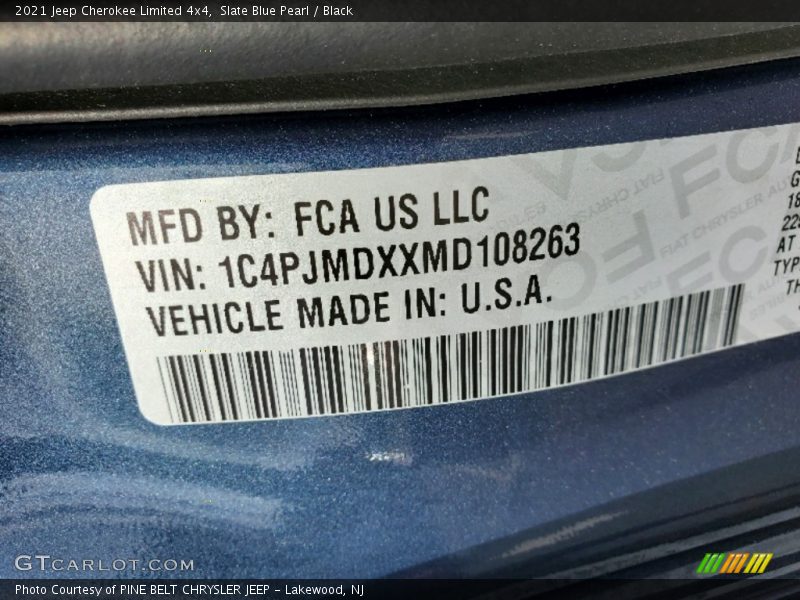 2021 Jeep Cherokee Limited 4x4, Slate Blue Pearl / Black
MFD BY: FCA US LLC
VIN: 1C4PJMDXXMD108263
VEHICLE MADE IN: U.S.A.
AT
GTCARLOT.COM
Photo Courtesy of PINE BELT CHRYSLER JEEP - Lakewood, NJ